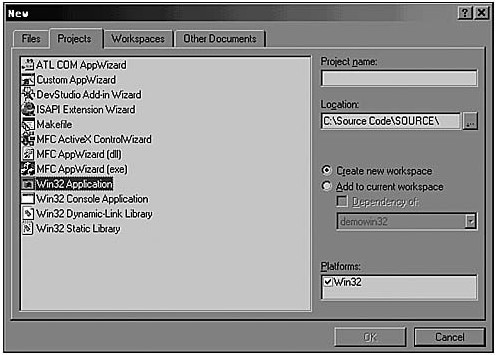 New
Files Projects Workspaces Other Documents
ATL COM AppWizard
Custom AppWizard
DevStudio Add-in Wizard
ISAPI Extension Wizard
Makefile
MFC ActiveX ControlWizard
MFC AppWizard (dll)
MFC AppWizard (exe)
Win32 Application
Win32 Console Application
Win32 Dynamic-Link Library
Win32 Static Library
Project name:
Location:
C:\Source Code\SOURCE\ ...
Create new workspace
Add to current workspace
Dependency of:
demowin32
Platforms:
Win32
OK Cancel